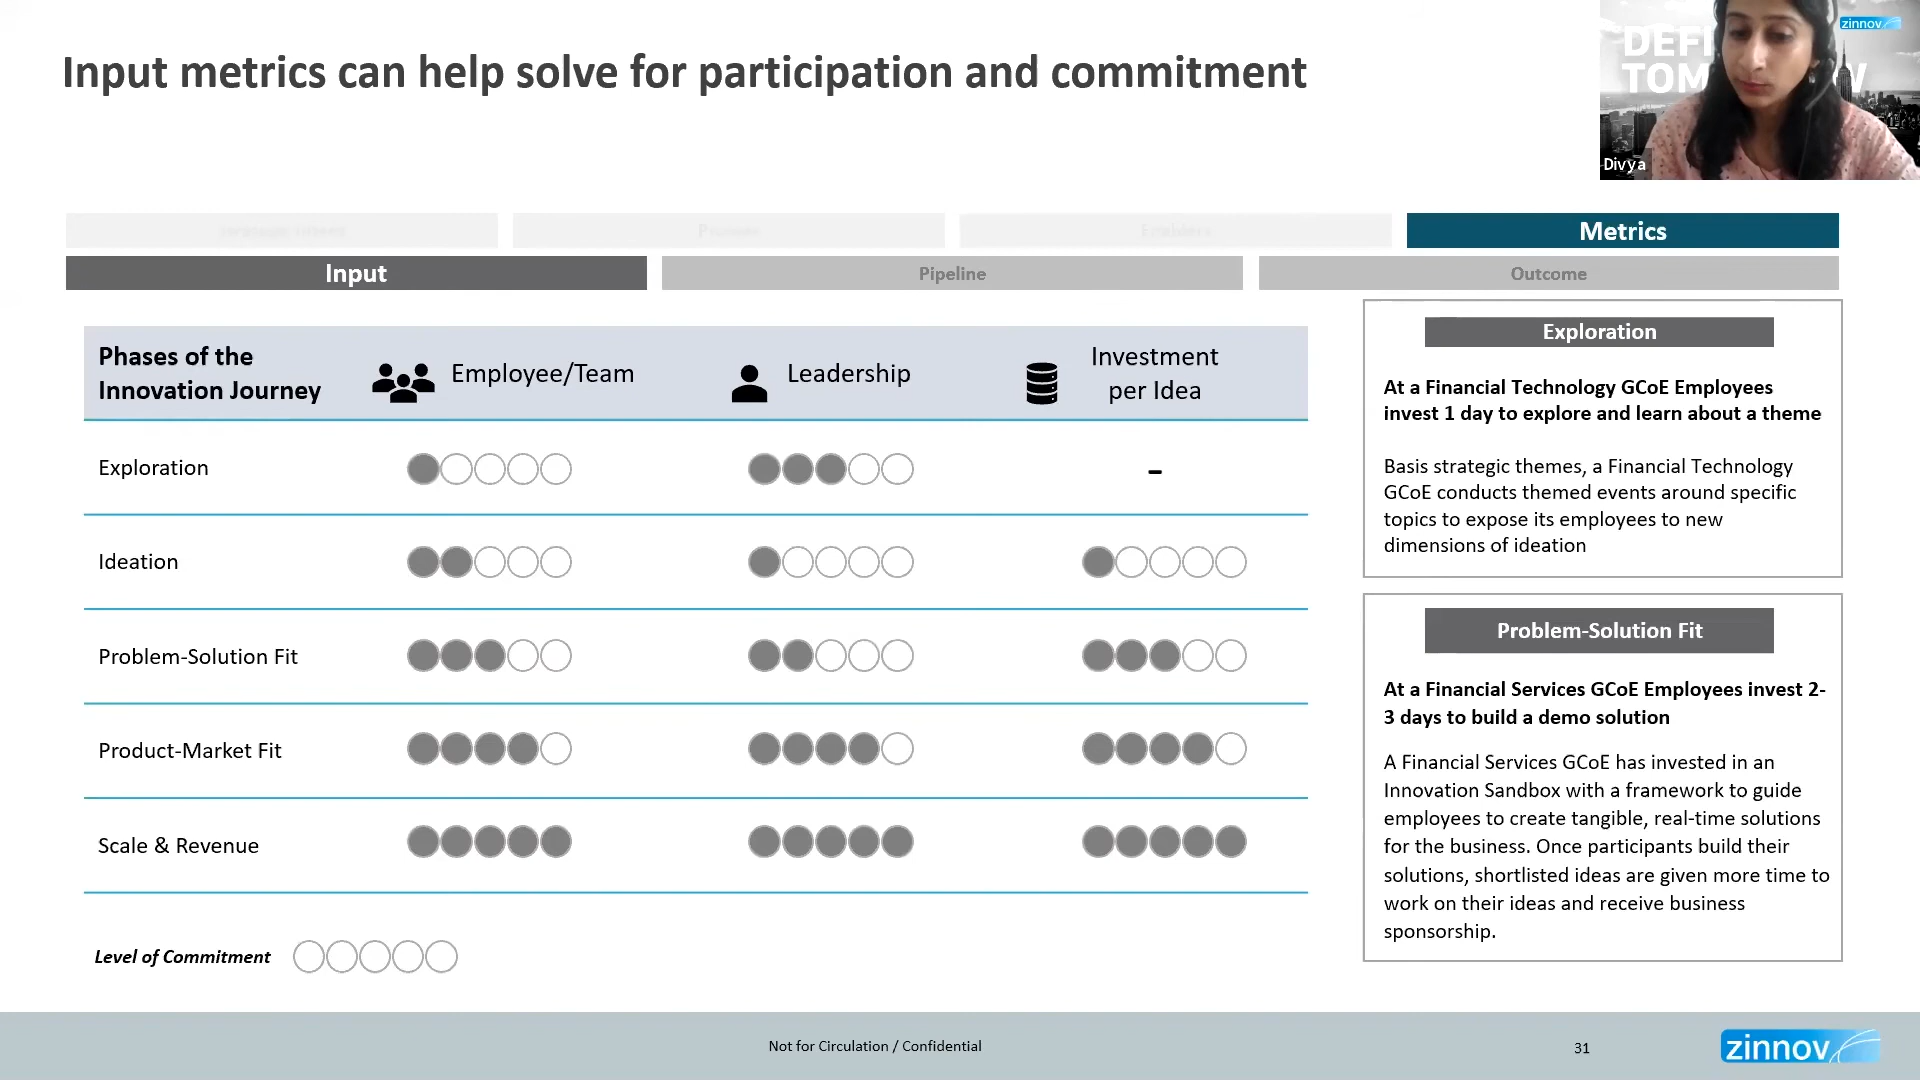 Input metrics can help solve for participation and commitment
zinnov
DEFI
TOM W
Divya
Metrics
Input
Pipeline
Outcome
Phases of the
Innovation Journey
Employee/Team
Leadership
Investment
per Idea
Exploration
–
Ideation
Problem-Solution Fit
Product-Market Fit
Scale & Revenue
Level of Commitment
Exploration
At a Financial Technology GCoE Employees
invest 1 day to explore and learn about a theme
Basis strategic themes, a Financial Technology
GCoE conducts themed events around specific
topics to expose its employees to new
dimensions of ideation
Problem-Solution Fit
At a Financial Services GCoE Employees invest 2-
3 days to build a demo solution
A Financial Services GCoE has invested in an
Innovation Sandbox with a framework to guide
employees to create tangible, real-time solutions
for the business. Once participants build their
solutions, shortlisted ideas are given more time to
work on their ideas and receive business
sponsorship.
Not for Circulation / Confidential
31
zinnov